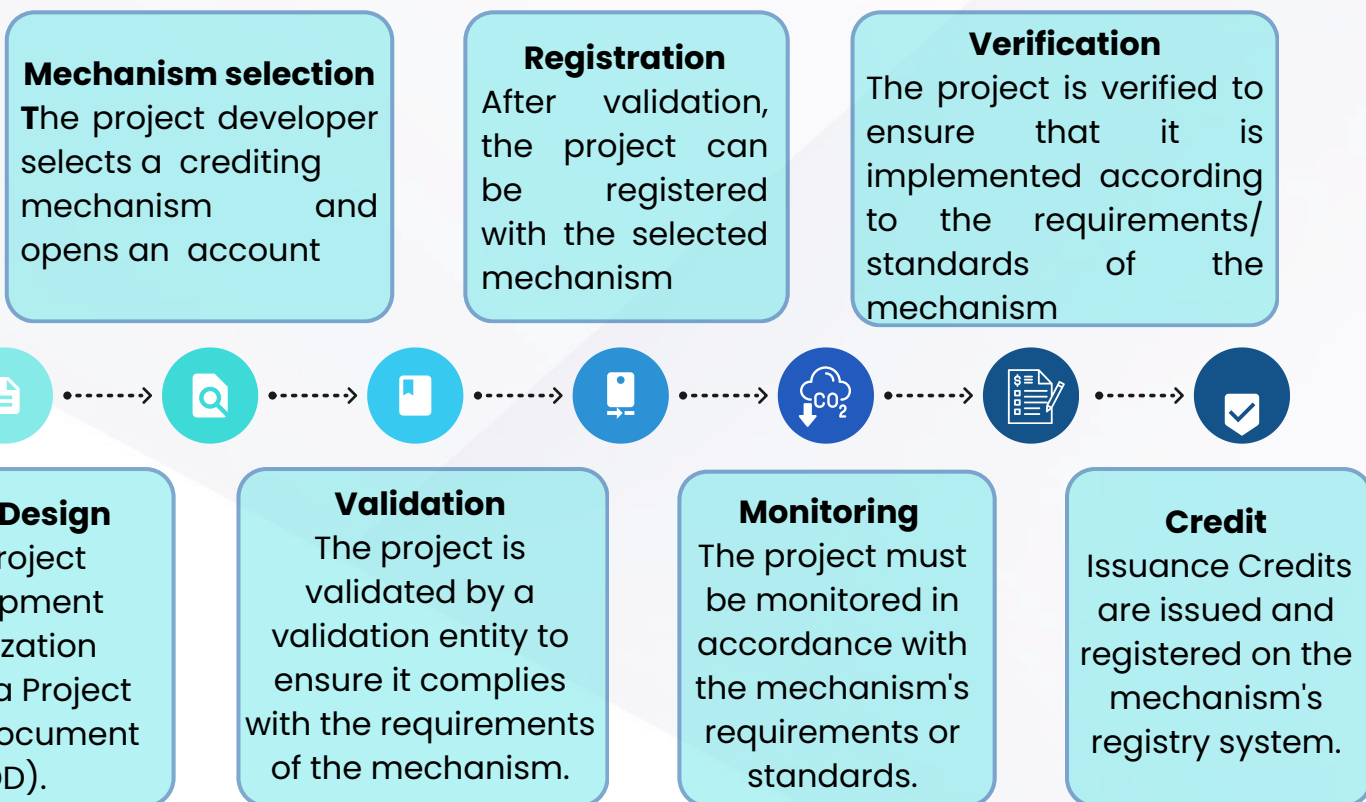 Mechanism selection
The project developer
selects a crediting
mechanism and
opens an account
Registration
After validation,
the project can
be registered
with the selected
mechanism
Verification
The project is verified to
ensure that it is
implemented according
to the requirements/
standards of the
mechanism
CO2
$
Design
a Project
Validation
The project is
validated by a
validation entity to
ensure it complies
with the requirements
of the mechanism.
Monitoring
The project must
be monitored in
accordance with
the mechanism's
requirements or
standards.
Credit
Issuance Credits
are issued and
registered on the
mechanism's
registry system.